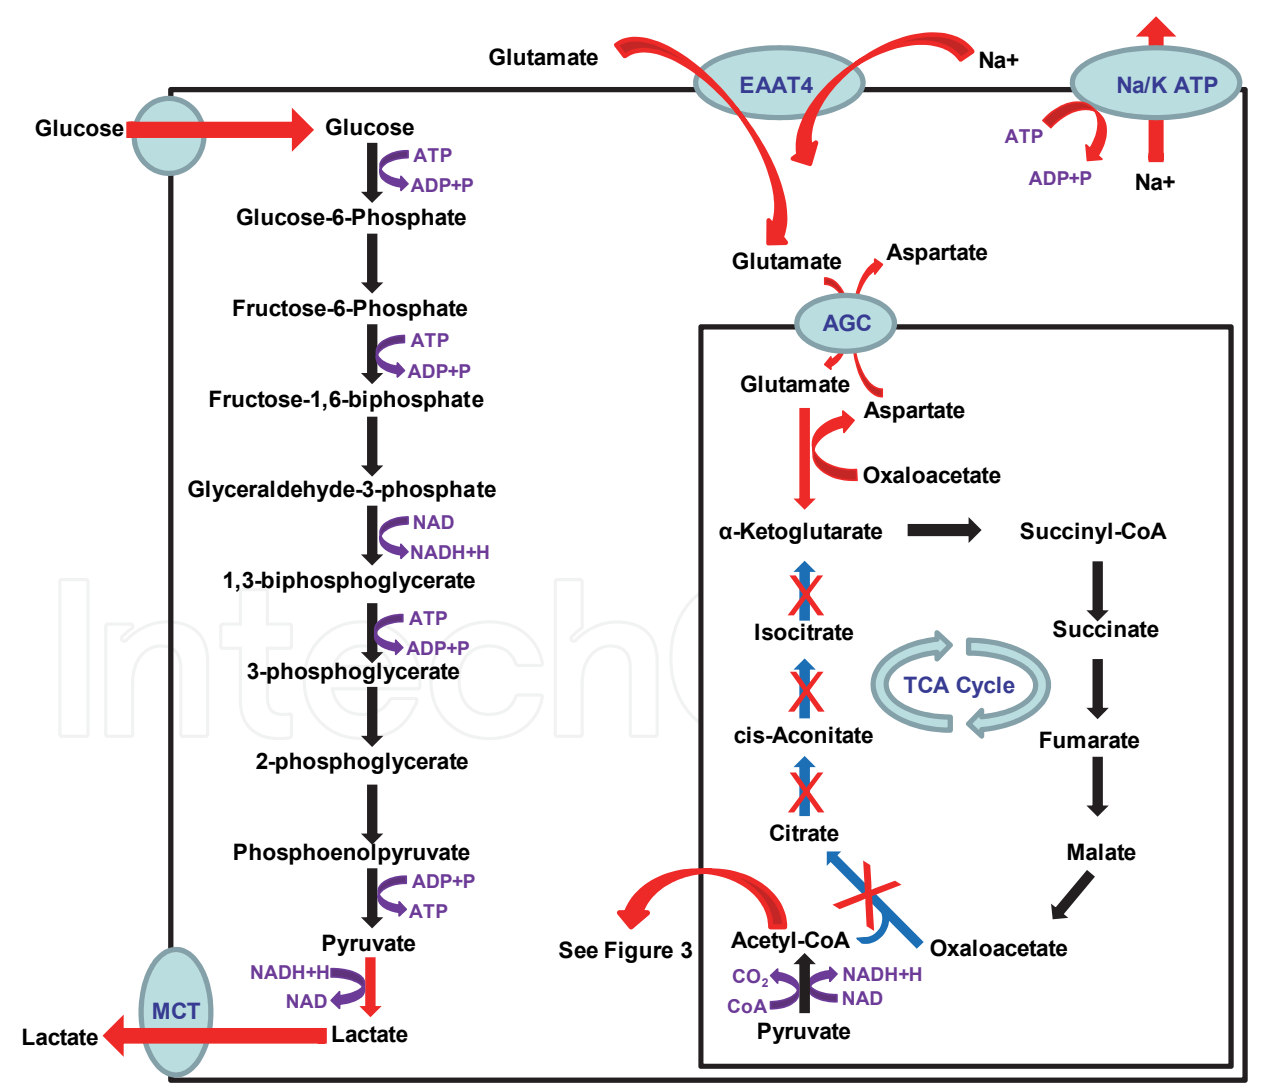 Glutamate
EAAT4
Na+
Na/K ATP
ATP
ADP+P
Na+
Glucose
Glucose
ATP
ADP+P
Glucose-6-Phosphate
Fructose-6-Phosphate
ATP
ADP+P
Fructose-1,6-biphosphate
Glyceraldehyde-3-phosphate
NAD
NADH+H
1,3-biphosphoglycerate
ATP
ADP+P
3-phosphoglycerate
2-phosphoglycerate
Phosphoenolpyruvate
ADP+P
ATP
Pyruvate
NADH+H
NAD
MCT
Lactate
Lactate
Glutamate
Aspartate
AGC
Glutamate
Aspartate
Oxaloacetate
α-Ketoglutarate
Succinyl-CoA
Isocitrate
Succinate
TCA Cycle
cis-Aconitate
Fumarate
Citrate
Malate
See Figure 3
Acetyl-CoA
Oxaloacetate
CO₂
NADH+H
CoA
NAD
Pyruvate